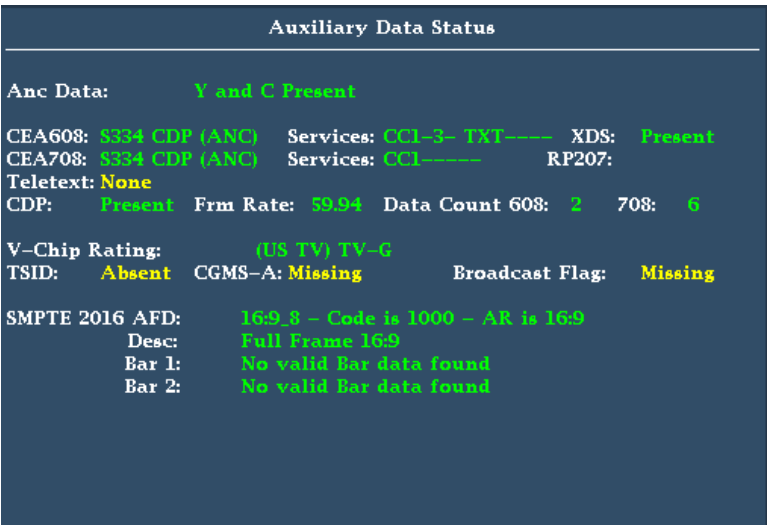 Auxiliary Data Status
Anc Data: Y and C Present
CEA608: S334 CDP (ANC) Services: CC1-3- TXT---- XDS: Present
CEA708: S334 CDP (ANC) Services: CC1----- RP207:
Teletext: None
CDP: Present Frm Rate: 59.94 Data Count 608: 2 708: 6
V-Chip Rating: (US TV) TV-G
TSID: Absent CGMS-A: Missing Broadcast Flag: Missing
SMPTE 2016 AFD: 16:9_8 - Code is 1000 - AR is 16:9
Desc: Full Frame 16:9
Bar 1: No valid Bar data found
Bar 2: No valid Bar data found